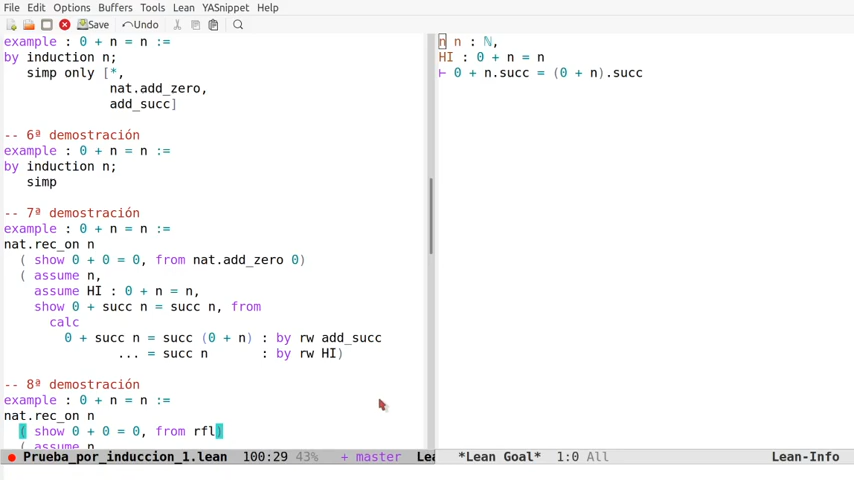 File Edit Options Buffers Tools Lean YASnippet Help
Save Undo
example : 0 + n = n :=
by induction n;
simp only [*,
nat.add_zero,
add_succ]
-- 6ª demostración
example : 0 + n = n :=
by induction n;
simp
-- 7ª demostración
example : 0 + n = n :=
nat.rec_on n
( show 0 + 0 = 0, from nat.add_zero 0)
( assume n,
assume HI : 0 + n = n,
show 0 + succ n = succ n, from
calc
0 + succ n = succ (0 + n) : by rw add_succ
... = succ n : by rw HI)
-- 8ª demostración
example : 0 + n = n :=
nat.rec_on n
( show 0 + 0 = 0, from rfl)
( assume n
Prueba_por_induccion_1.lean 100:29 43% + master Lea
n n : ℕ,
HI : 0 + n = n
⊢ 0 + n.succ = (0 + n).succ
*Lean Goal* 1:0 All Lean-Info